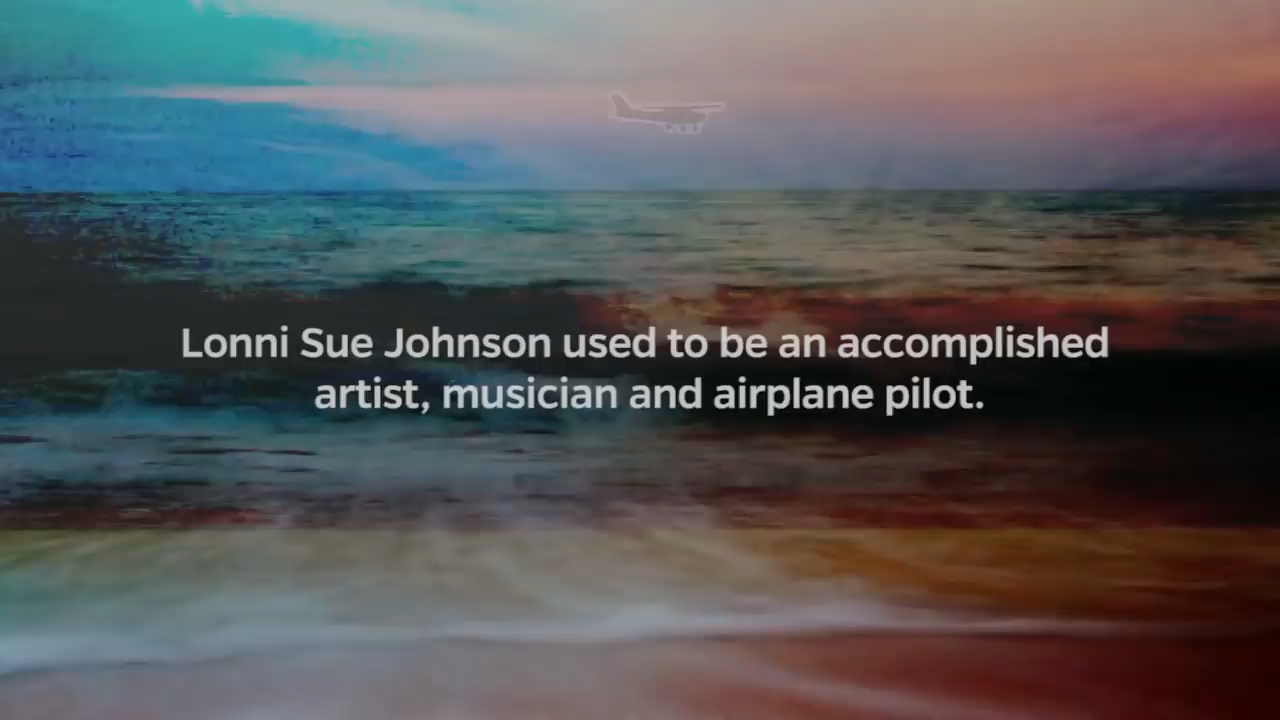 Lonni Sue Johnson used to be an accomplished
artist, musician and airplane pilot.